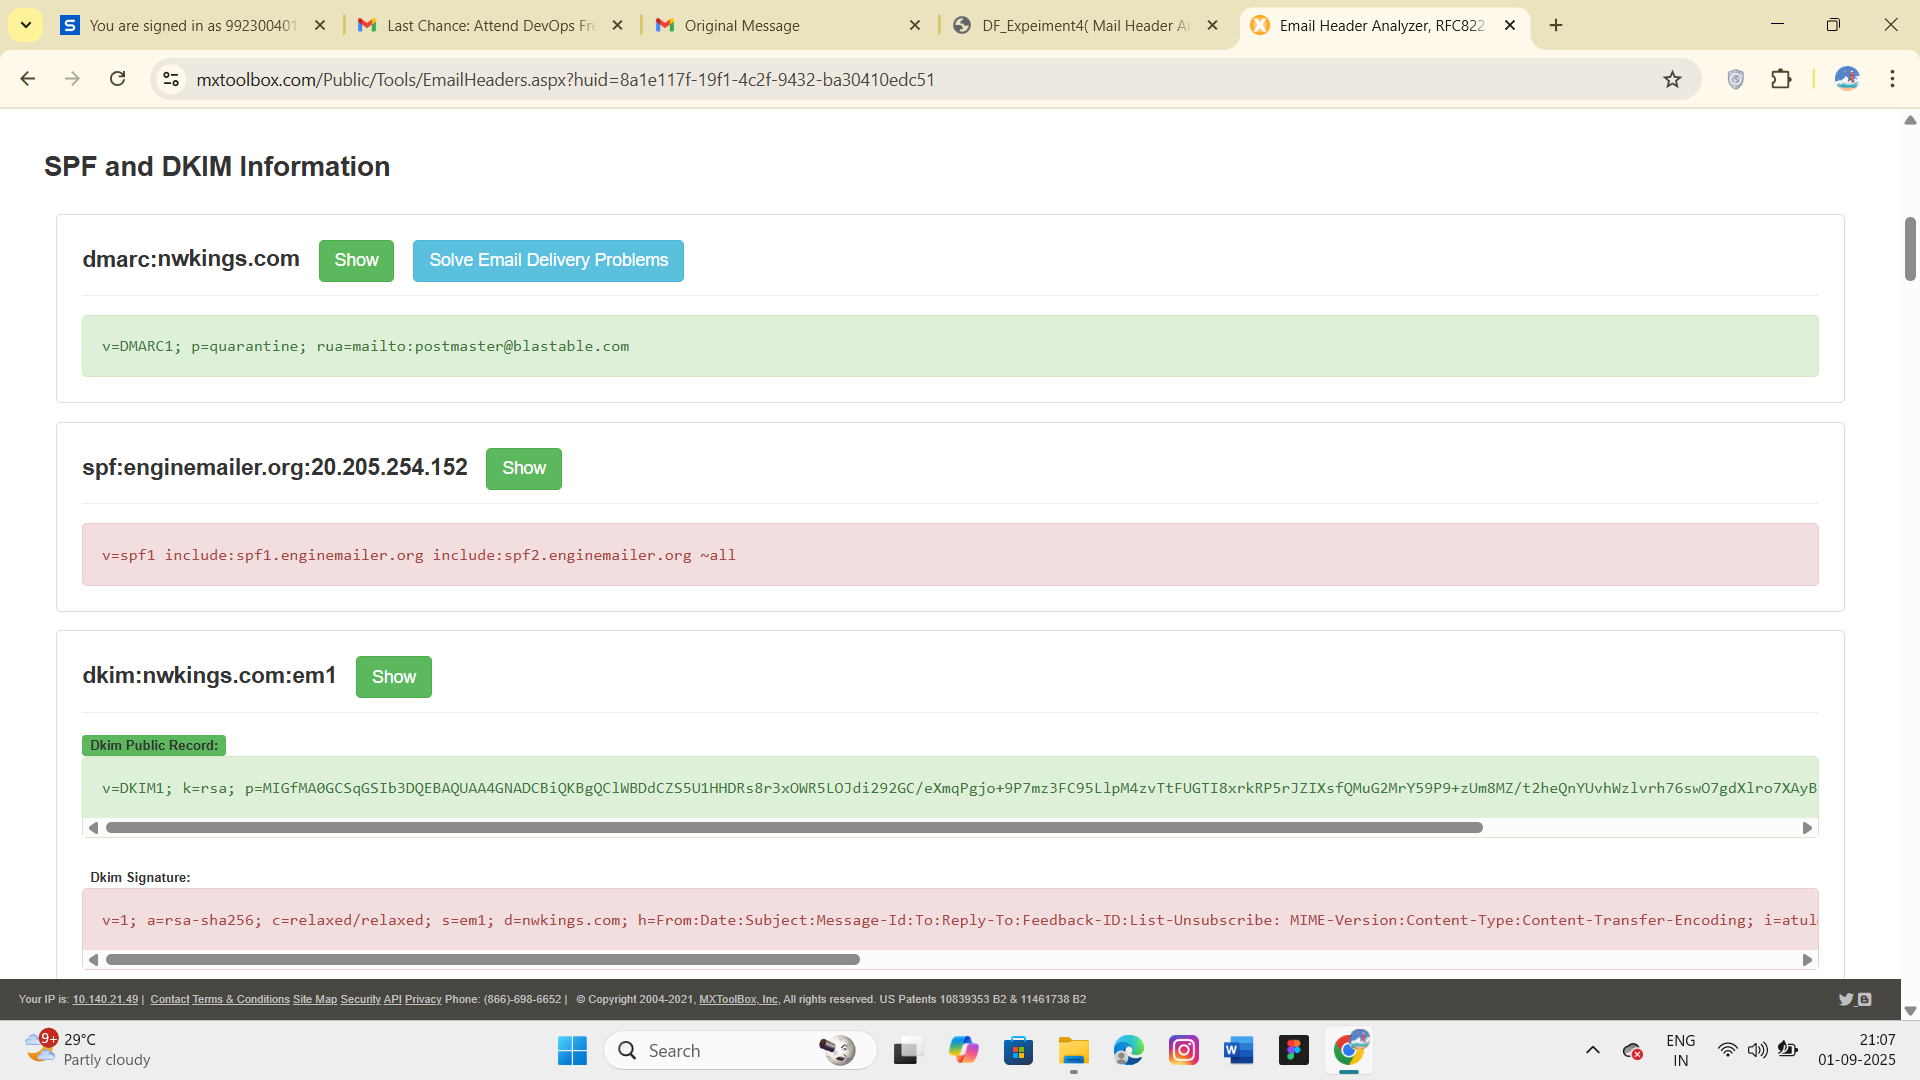 You are signed in as 992300401
Last Chance: Attend DevOps Fre
Original Message
DF_Expeiment4( Mail Header An
Email Header Analyzer, RFC822
mxtoolbox.com/Public/Tools/EmailHeaders.aspx?huid=8a1e117f-19f1-4c2f-9432-ba30410edc51
SPF and DKIM Information
dmarc:nwkings.com Show Solve Email Delivery Problems
v=DMARC1; p=quarantine; rua=mailto:postmaster@blastable.com
spf:enginemailer.org:20.205.254.152 Show
v=spf1 include:spf1.enginemailer.org include:spf2.enginemailer.org ~all
dkim:nwkings.com:em1 Show
Dkim Public Record:
v=DKIM1; k=rsa; p=MIGfMA0GCSqGSIb3DQEBAQUAA4GNADCBiQKBgQClWBDdCZS5U1HHDRs8r3xOWR5LOJdi292GC/eXmqPgjo+9P7mz3FC95LlpM4zvTtFUGTI8xrkRP5rJZIXsfQMuG2MrY59P9+zUm8MZ/t2heQnYUvhWzlvrh76swO7gdXlro7XAyB
Dkim Signature:
v=1; a=rsa-sha256; c=relaxed/relaxed; s=em1; d=nwkings.com; h=From:Date:Subject:Message-Id:To:Reply-To:Feedback-ID:List-Unsubscribe: MIME-Version:Content-Type:Content-Transfer-Encoding; i=atul
Your IP is: 10.140.21.49 | Contact Terms & Conditions Site Map Security API Privacy Phone: (866)-698-6652 | © Copyright 2004-2021, MXToolBox, Inc, All rights reserved. US Patents 10839353 B2 & 11461738 B2
9+
29°C
Partly cloudy
Search
ENG
IN
21:07
01-09-2025